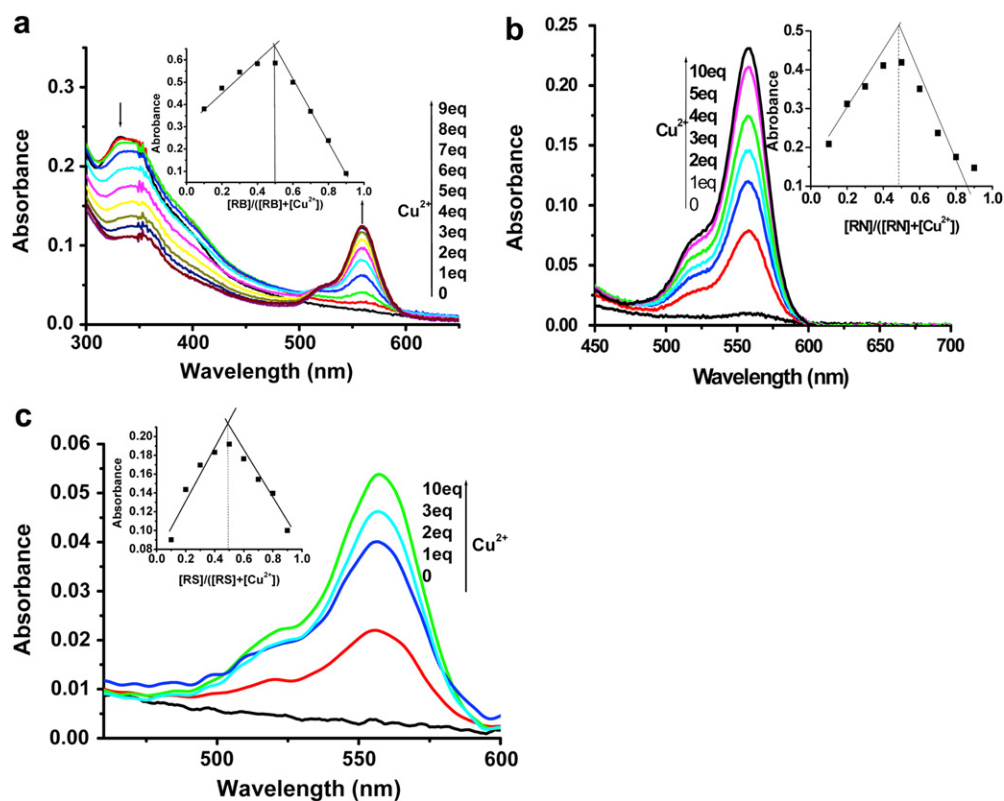 a
Absorbance
0.3
0.2
0.1
0.0
300
400
500
600
Wavelength (nm)
Abrobance
0.6
0.5
0.4
0.3
0.2
0.1
0.0
0.2
0.4
0.6
0.8
1.0
[RB]/([RB]+[Cu²⁺])
Cu²⁺
9eq
8eq
7eq
6eq
5eq
4eq
3eq
2eq
1eq
0
b
Absorbance
0.25
0.20
0.15
0.10
0.05
0.00
450
500
550
600
650
700
Wavelength (nm)
Cu²⁺
10eq
5eq
4eq
3eq
2eq
1eq
0
Abrobance
0.5
0.4
0.3
0.2
0.1
0.0
0.2
0.4
0.6
0.8
1.0
[RN]/([RN]+[Cu²⁺])
c
Absorbance
0.06
0.05
0.04
0.03
0.02
0.01
0.00
500
550
600
Wavelength (nm)
Absorbance
0.20
0.18
0.16
0.14
0.12
0.10
0.08
0.0
0.2
0.4
0.6
0.8
1.0
[RS]/([RS]+[Cu²⁺])
10eq
3eq
2eq
1eq
0
Cu²⁺